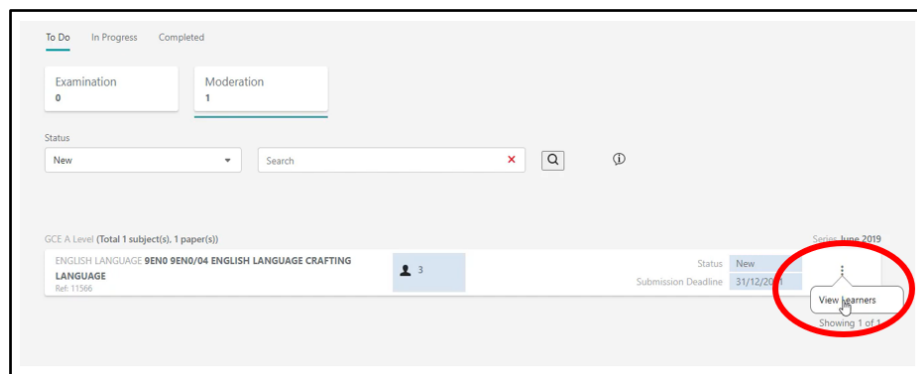 To Do In Progress Completed
Examination
0
Moderation
1
Status
New
Search
GCE A Level (Total 1 subject(s), 1 paper(s))
Series June 2019
ENGLISH LANGUAGE 9EN0 9EN0/04 ENGLISH LANGUAGE CRAFTING
LANGUAGE
Ref: 11566
3
Status New
Submission Deadline
View Learners
Showing 1 of 1